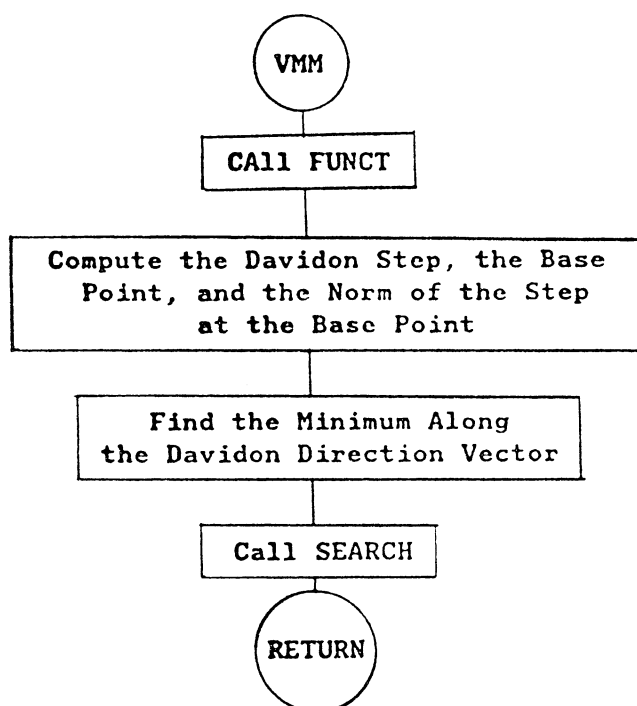 VMM
CAll FUNCT
Compute the Davidon Step, the Base
Point, and the Norm of the Step
at the Base Point
Find the Minimum Along
the Davidon Direction Vector
Call SEARCH
RETURN